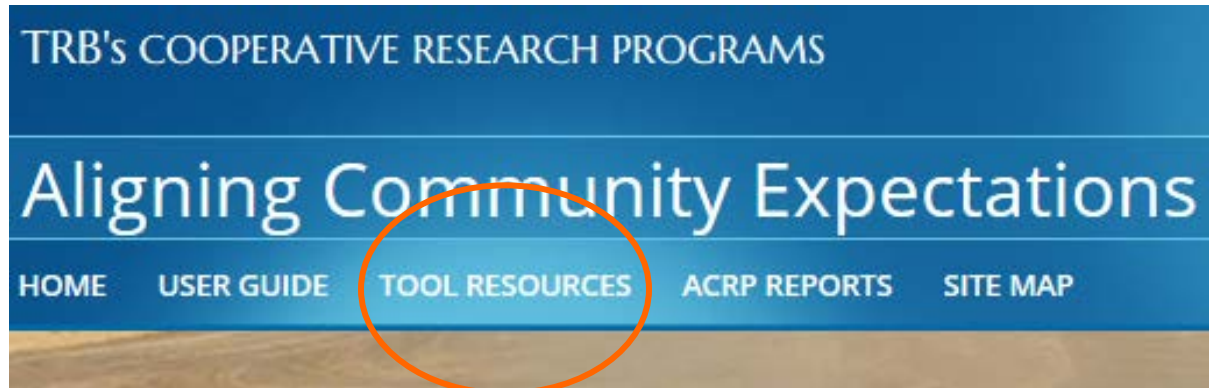 TRB's COOPERATIVE RESEARCH PROGRAMS
Aligning Community Expectations
HOME USER GUIDE TOOL RESOURCES ACRP REPORTS SITE MAP